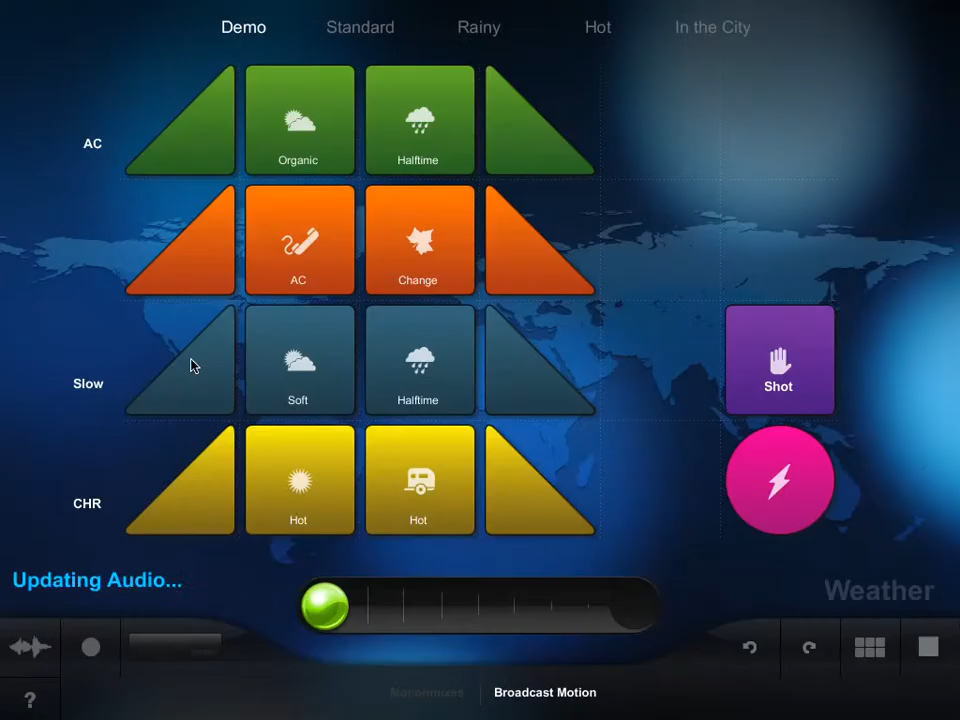 Demo Standard Rainy Hot In the City
AC
Organic
Halftime
AC
Change
Slow
Soft
Halftime
Shot
CHR
Hot
Hot
Updating Audio...
Weather
?
Nonenmixes
Broadcast Motion